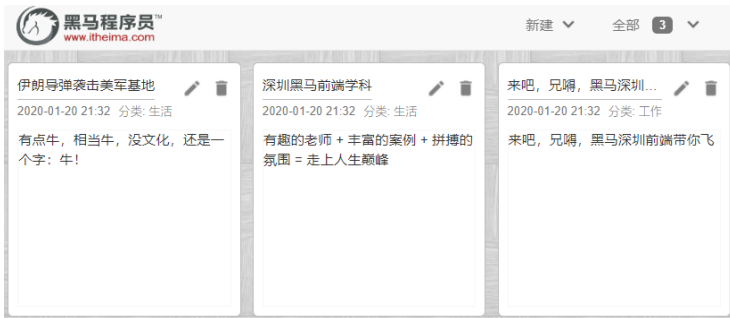 黑马程序员™
www.itheima.com
新建
全部 3
伊朗导弹袭击美军基地
2020-01-20 21:32 分类: 生活
有点牛，相当牛，没文化，还是一
个字：牛！
深圳黑马前端学科
2020-01-20 21:32 分类: 生活
有趣的老师 + 丰富的案例 + 拼搏的
氛围 = 走上人生巅峰
来吧，兄嘚，黑马深圳...
2020-01-20 21:32 分类: 工作
来吧，兄嘚，黑马深圳前端带你飞